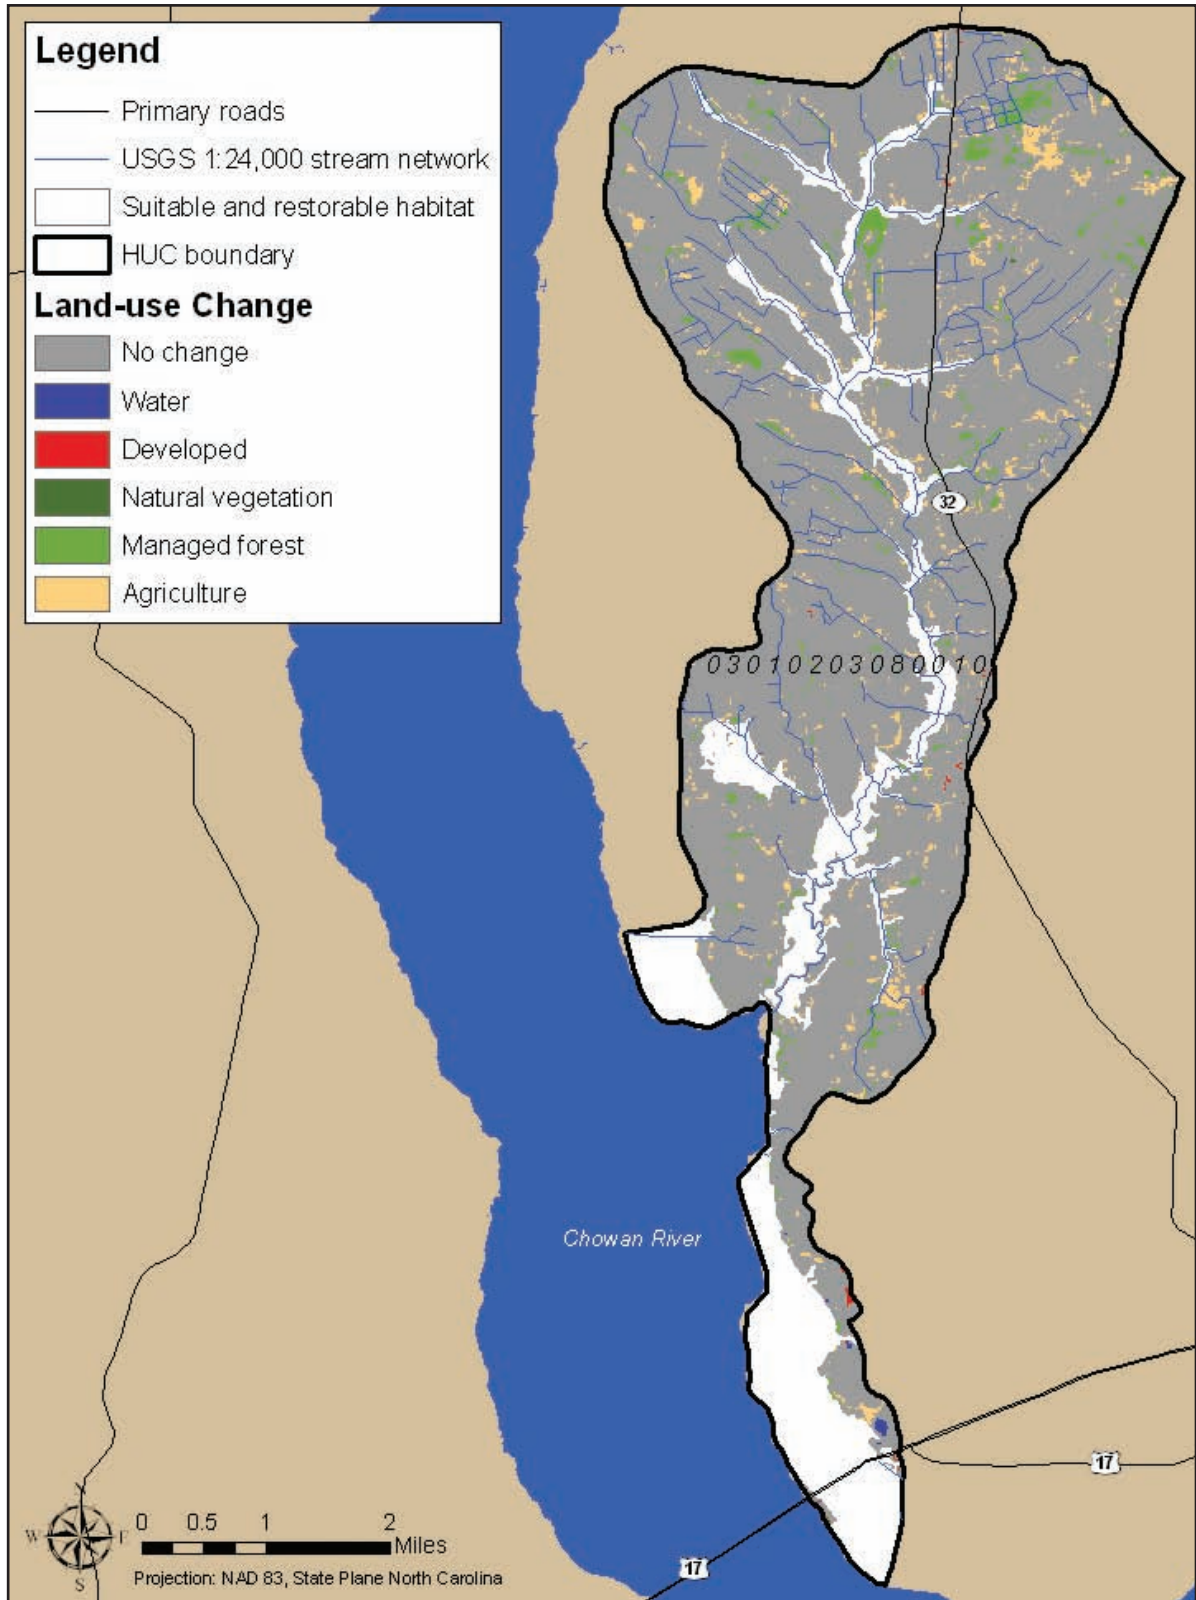 Legend
Primary roads
USGS 1:24,000 stream network
Suitable and restorable habitat
HUC boundary
Land-use Change
No change
Water
Developed
Natural vegetation
Managed forest
Agriculture
32
03010203080010
Chowan River
17
17
N
W E
S
0 0.5 1 2
Miles
Projection: NAD 83, State Plane North Carolina